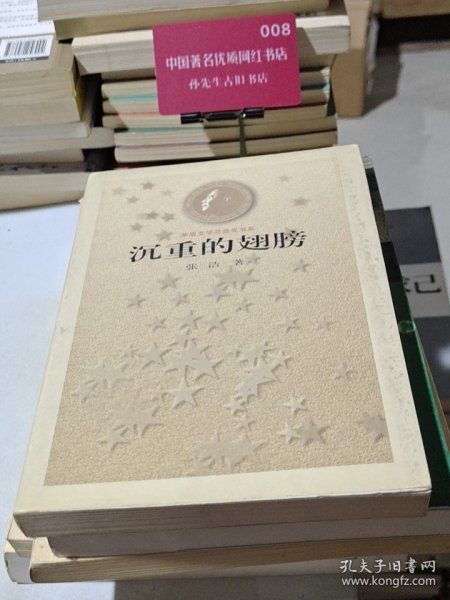 008
中国著名优质网红书店
孙先生古旧书店
茅盾文学奖获奖书系
沉重的翅膀
张洁 著
己
孔夫子旧书网
www.kongfz.com